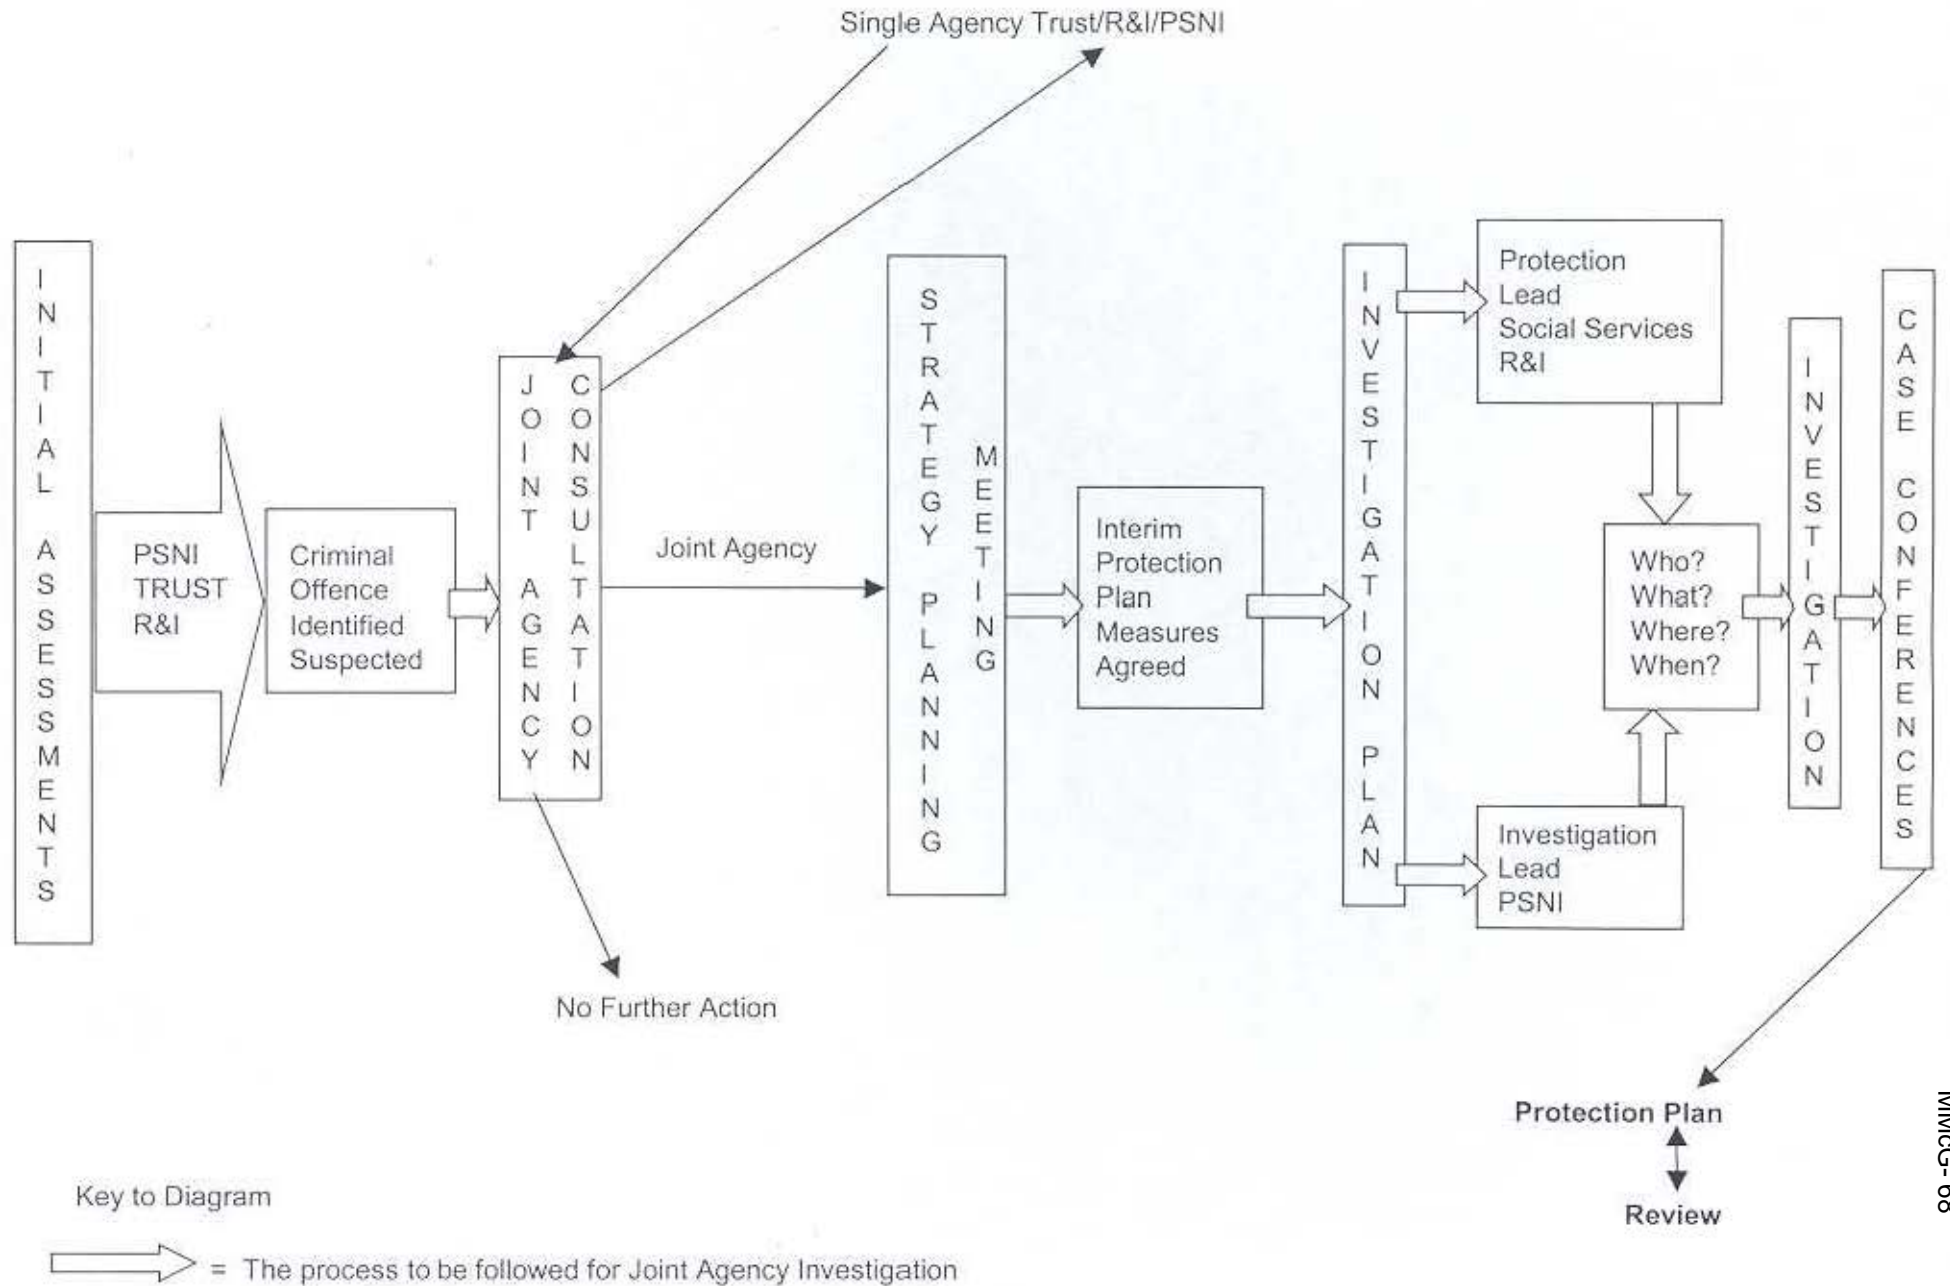 Single Agency Trust/R&I/PSNI
INITIAL ASSESSMENTS
PSNI
TRUST
R&I
Criminal
Offence
Identified
Suspected
JOINT AGENCY
CONSULTATION
Joint Agency
No Further Action
STRATEGY PLANNING
MEETING
Interim
Protection
Plan
Measures
Agreed
INVESTIGATION PLAN
Protection
Lead
Social Services
R&I
Who?
What?
Where?
When?
Investigation
Lead
PSNI
INVESTIGATION
CASE CONFERENCES
Protection Plan
Review
MMcG- 68
Key to Diagram
= The process to be followed for Joint Agency Investigation